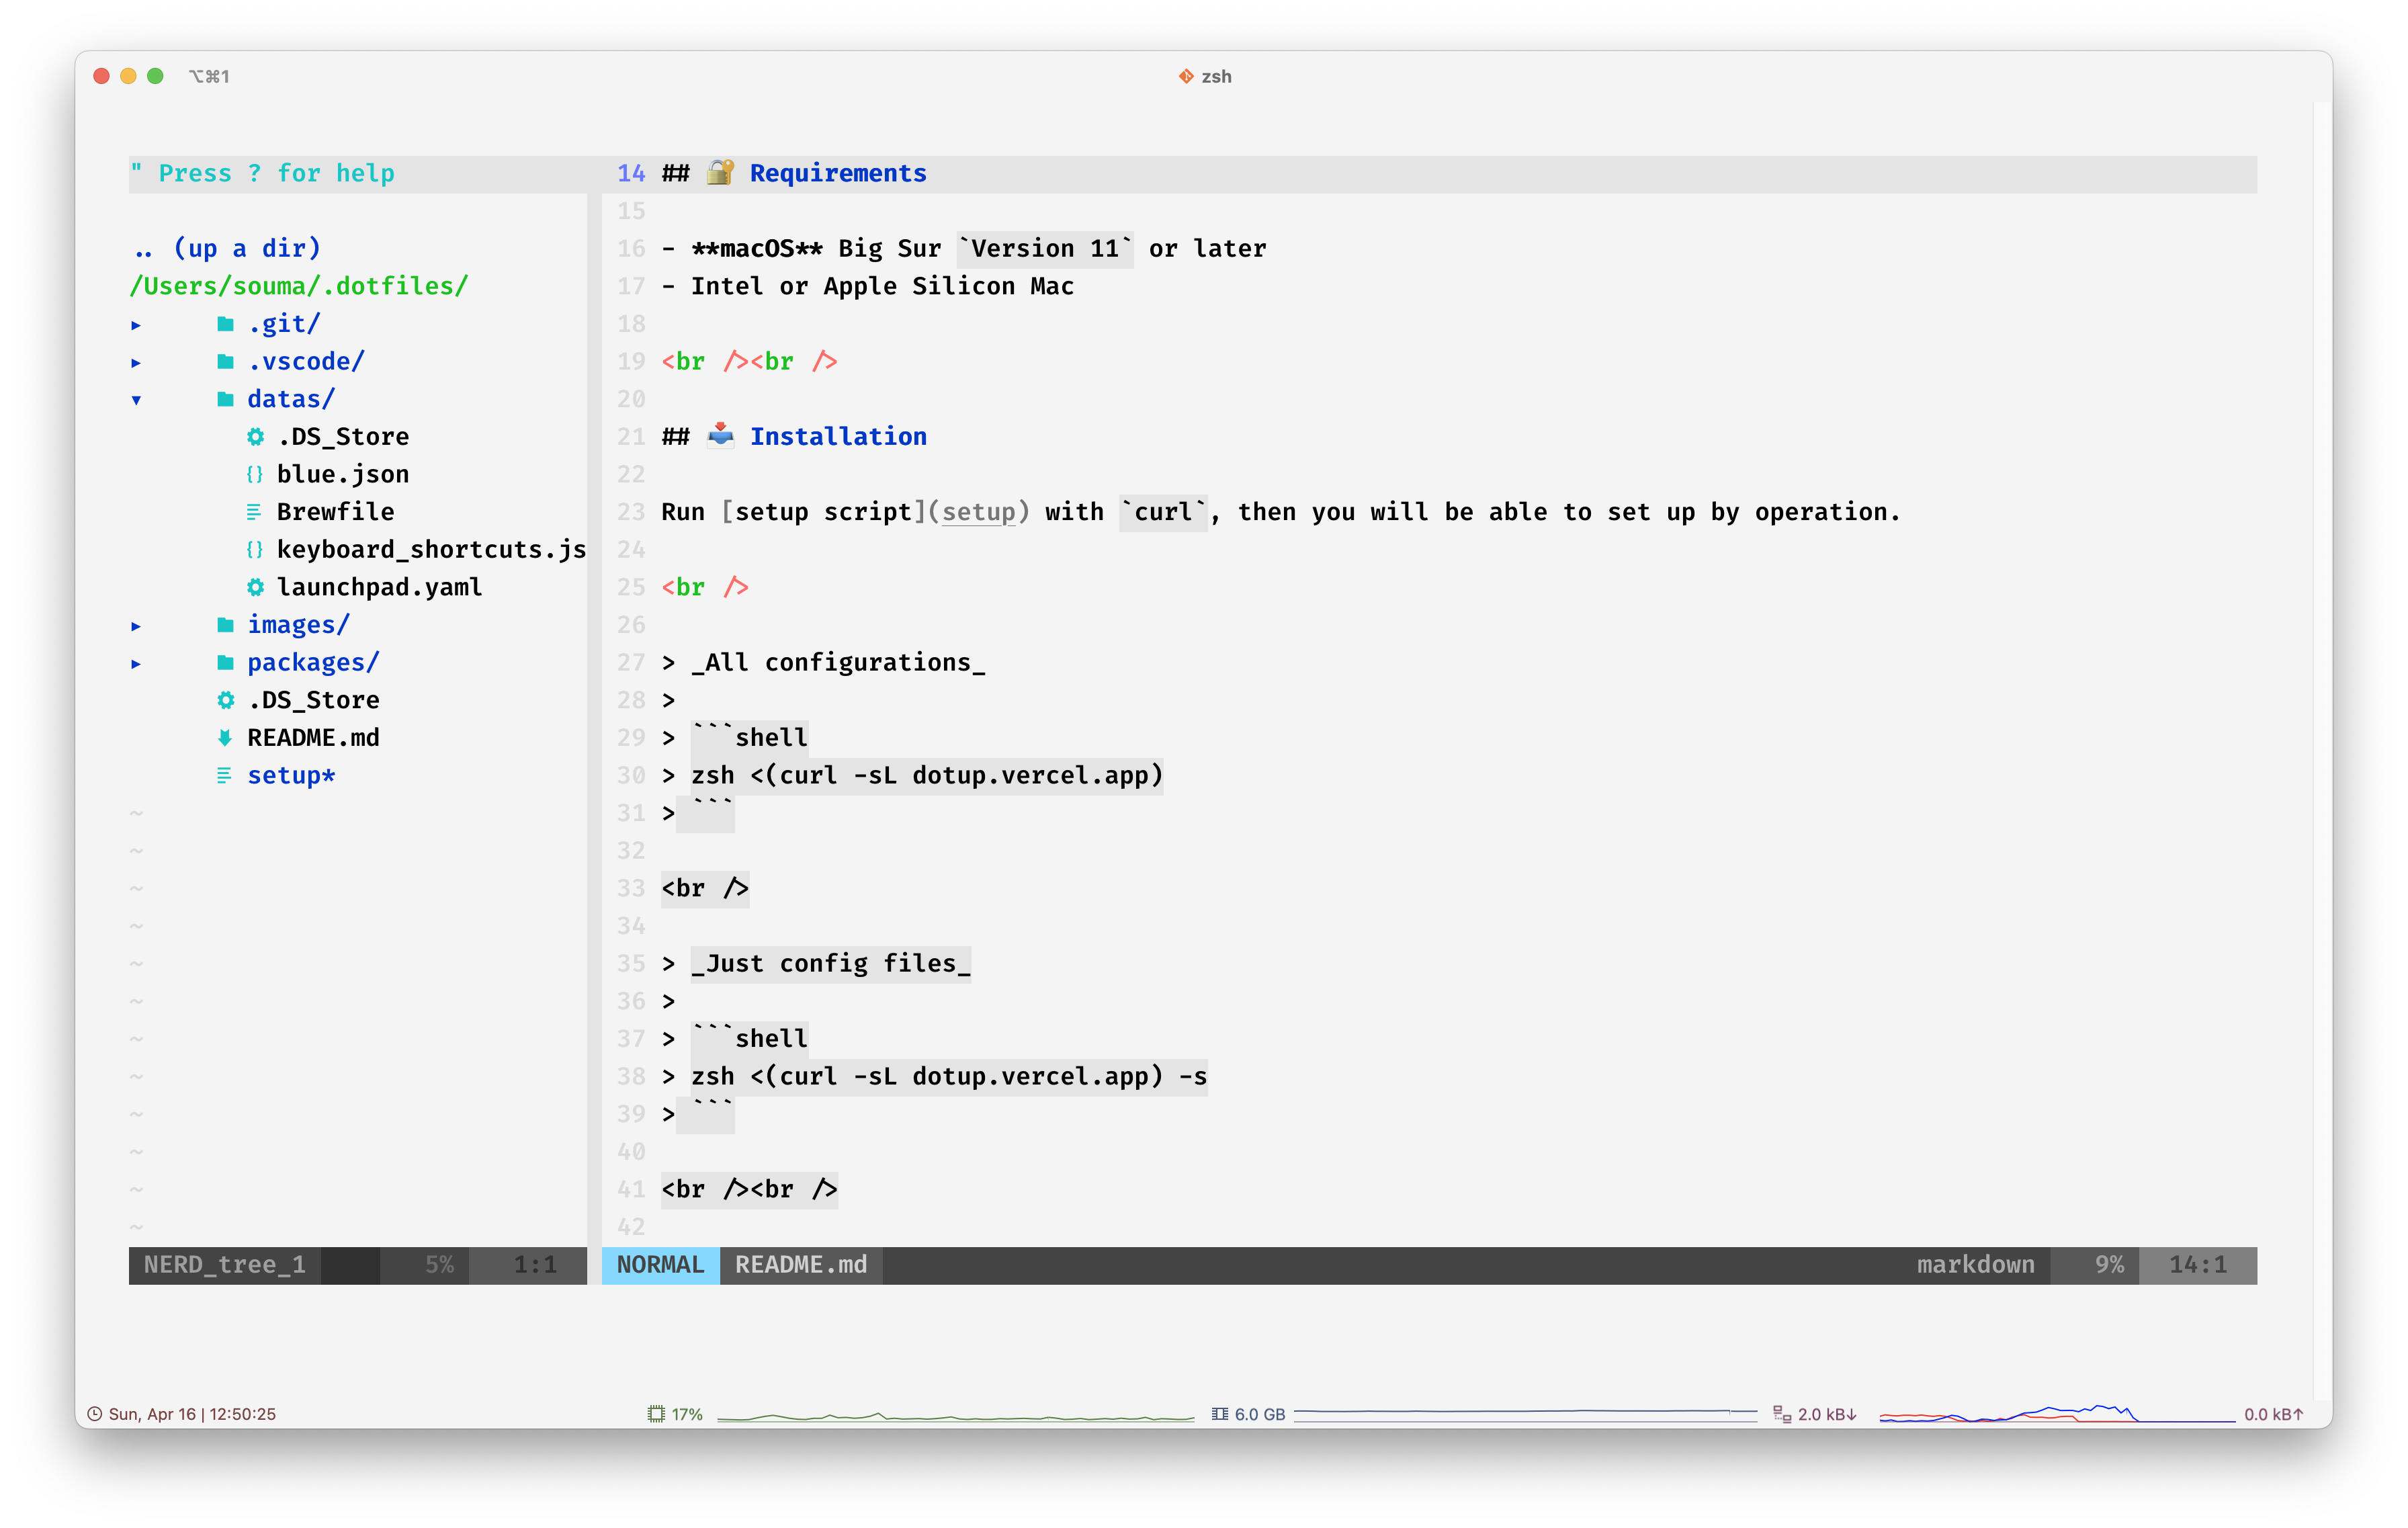 ⌥⌘1
zsh
" Press ? for help
.. (up a dir)
/Users/souma/.dotfiles/
▸ .git/
▸ .vscode/
▾ datas/
.DS_Store
{} blue.json
Brewfile
{} keyboard_shortcuts.js
launchpad.yaml
▸ images/
▸ packages/
.DS_Store
README.md
setup*
~
~
~
~
~
~
~
~
~
~
~
~
NERD_tree_1 5% 1:1
14 ## 🔐 Requirements
15
16 - **macOS** Big Sur `Version 11` or later
17 - Intel or Apple Silicon Mac
18
19 <br /><br />
20
21 ## 📥 Installation
22
23 Run [setup script](setup) with `curl`, then you will be able to set up by operation.
24
25 <br />
26
27 > _All configurations_
28 >
29 > ```shell
30 > zsh <(curl -sL dotup.vercel.app)
31 > ```
32
33 <br />
34
35 > _Just config files_
36 >
37 > ```shell
38 > zsh <(curl -sL dotup.vercel.app) -s
39 > ```
40
41 <br /><br />
42
NORMAL README.md markdown 9% 14:1
Sun, Apr 16 | 12:50:25 17% 6.0 GB 2.0 kB↓ 0.0 kB↑